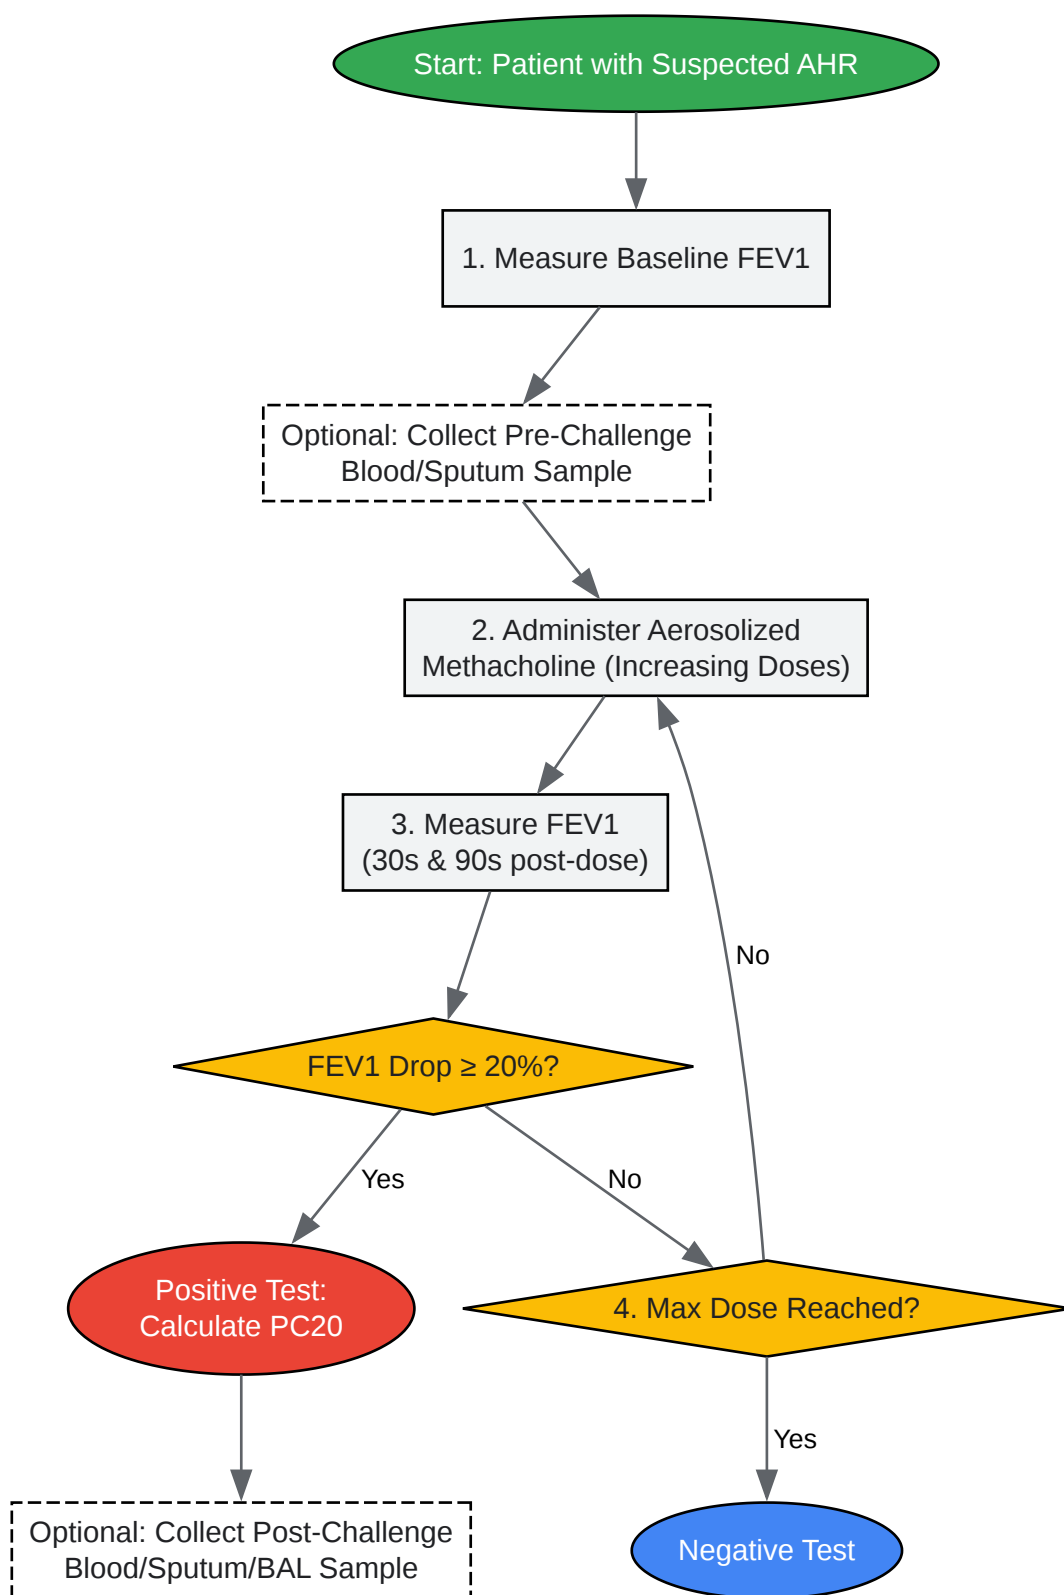 Start: Patient with Suspected AHR
1. Measure Baseline FEV1
Optional: Collect Pre-Challenge
Blood/Sputum Sample
2. Administer Aerosolized
Methacholine (Increasing Doses)
3. Measure FEV1
(30s & 90s post-dose)
No
FEV1 Drop ≥ 20%?
Yes
No
Positive Test:
Calculate PC20
4. Max Dose Reached?
Yes
Optional: Collect Post-Challenge
Blood/Sputum/BAL Sample
Negative Test